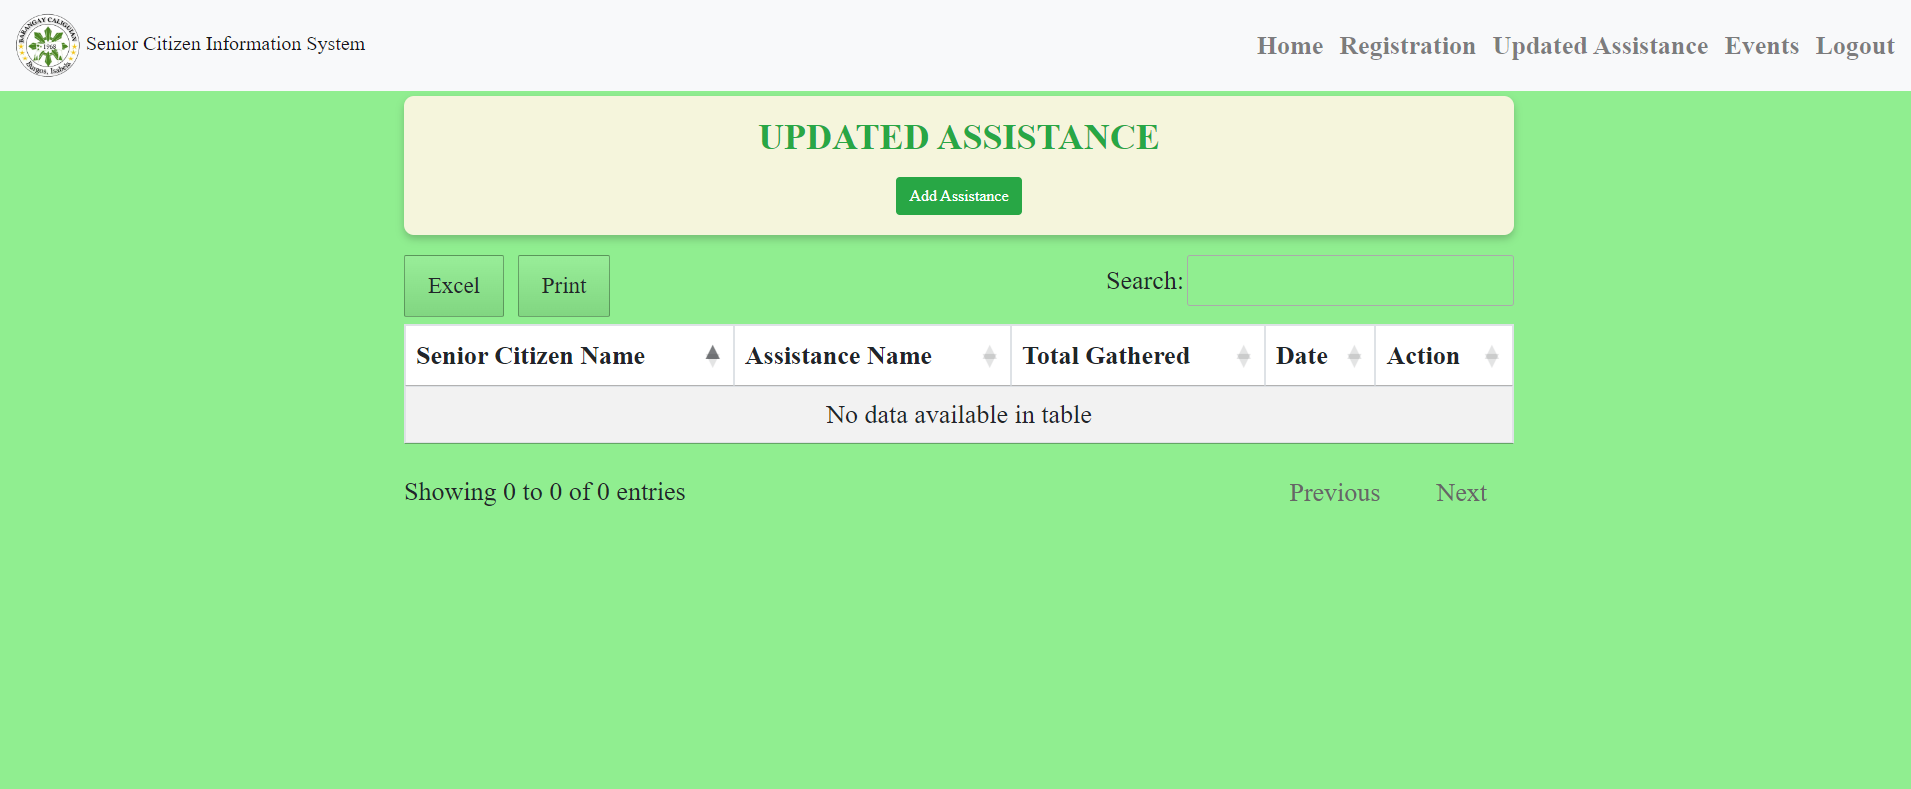 BARANGAY CALIGUIAN
1968
Burgos, Isabela
Senior Citizen Information System
Home Registration Updated Assistance Events Logout
UPDATED ASSISTANCE
Add Assistance
Excel Print Search:
Senior Citizen Name Assistance Name Total Gathered Date Action
No data available in table
Showing 0 to 0 of 0 entries Previous Next